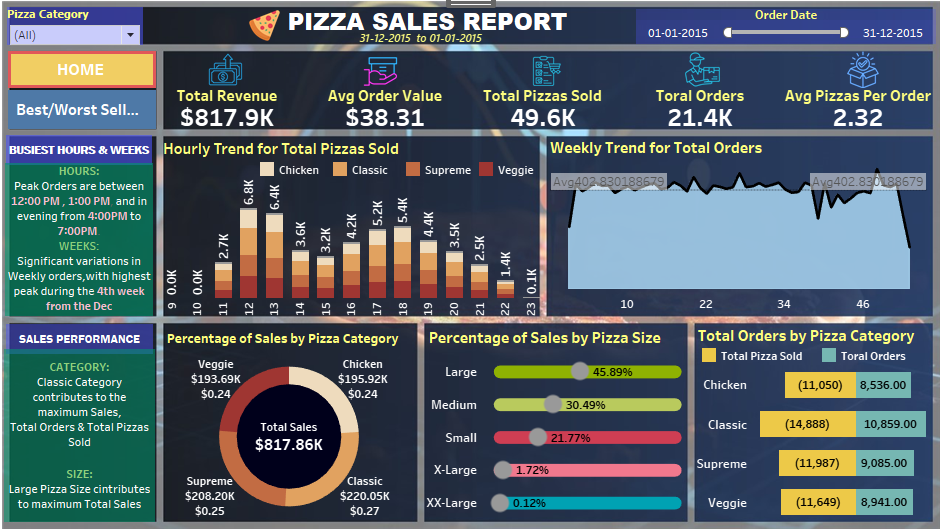 Pizza Category
(All)
PIZZA SALES REPORT
31-12-2015 to 01-01-2015
Order Date
01-01-2015
31-12-2015
HOME
Best/Worst Sell...
Total Revenue
$817.9K
Avg Order Value
$38.31
Total Pizzas Sold
49.6K
Toral Orders
21.4K
Avg Pizzas Per Order
2.32
BUSIEST HOURS & WEEKS
HOURS:
Peak Orders are between
12:00 PM , 1:00 PM and in
evening from 4:00PM to
7:00PM
WEEKS:
Significant variations in
Weekly orders,with highest
peak during the 4th week
from the Dec
Hourly Trend for Total Pizzas Sold
Chicken
Classic
Supreme
Veggie
0.0K
0.0K
2.7K
6.8K
6.4K
3.6K
3.2K
4.2K
5.2K
5.4K
4.4K
3.5K
2.5K
1.4K
0.1K
9
10
11
12
13
14
15
16
17
18
19
20
21
22
23
Weekly Trend for Total Orders
Avg402.830188679
Avg402.830188679
10
22
34
46
SALES PERFORMANCE
CATEGORY:
Classic Category
contributes to the
maximum Sales,
Total Orders & Total Pizzas
Sold
SIZE:
Large Pizza Size cintributes
to maximum Total Sales
Percentage of Sales by Pizza Category
Veggie
$193.69K
$0.24
Chicken
$195.92K
$0.24
Total Sales
$817.86K
Supreme
$208.20K
$0.25
Classic
$220.05K
$0.27
Percentage of Sales by Pizza Size
Large
45.89%
Medium
30.49%
Small
21.77%
X-Large
1.72%
XX-Large
0.12%
Total Orders by Pizza Category
Total Pizza Sold
Toral Orders
Chicken
(11,050)
8,536.00
Classic
(14,888)
10,859.00
Supreme
(11,987)
9,085.00
Veggie
(11,649)
8,941.00